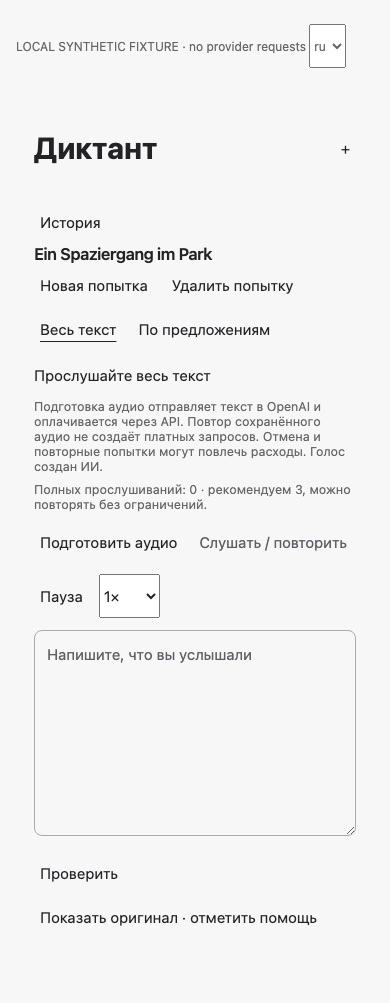 LOCAL SYNTHETIC FIXTURE · no provider requests ru
Диктант +
История
Ein Spaziergang im Park
Новая попытка Удалить попытку
Весь текст По предложениям
Прослушайте весь текст
Подготовка аудио отправляет текст в OpenAI и
оплачивается через API. Повтор сохранённого
аудио не создаёт платных запросов. Отмена и
повторные попытки могут повлечь расходы. Голос
создан ИИ.
Полных прослушиваний: 0 · рекомендуем 3, можно
повторять без ограничений.
Подготовить аудио Слушать / повторить
Пауза 1×
Напишите, что вы услышали
Проверить
Показать оригинал · отметить помощь